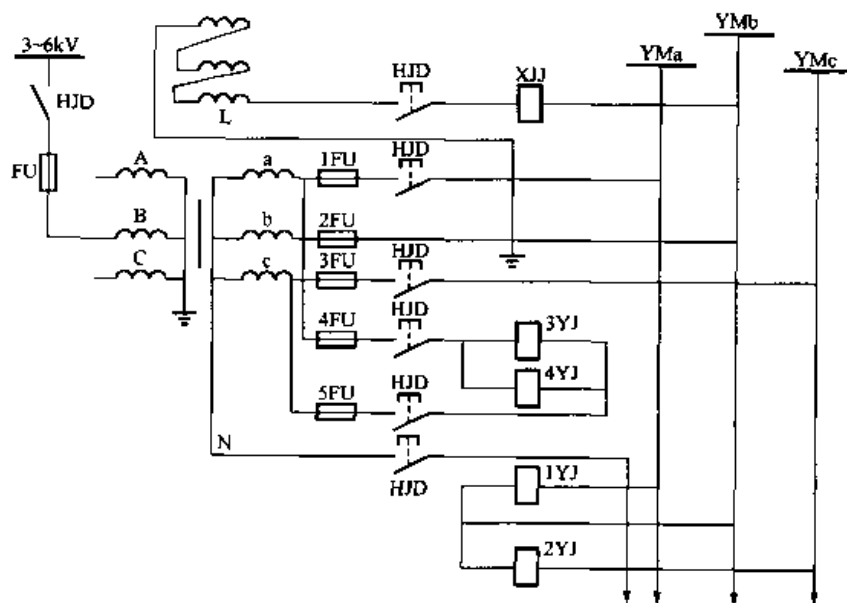 YMb
3~6kV
YMa
YMc
HJD
XJJ
HJD
L
HJD
FU
A
a
1FU
B
b
2FU
C
c
3FU
HJD
4FU
HJD
3YJ
4YJ
5FU
HJD
N
HJD
1YJ
2YJ